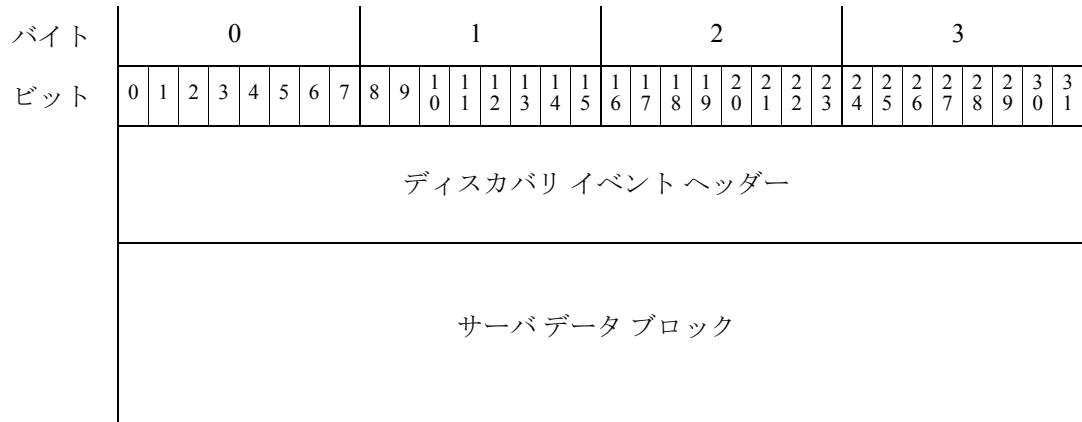 バイト 0 1 2 3
ビット 0 1 2 3 4 5 6 7 8 9 10 11 12 13 14 15 16 17 18 19 20 21 22 23 24 25 26 27 28 29 30 31
ディスカバリ イベント ヘッダー
サーバ データ ブロック